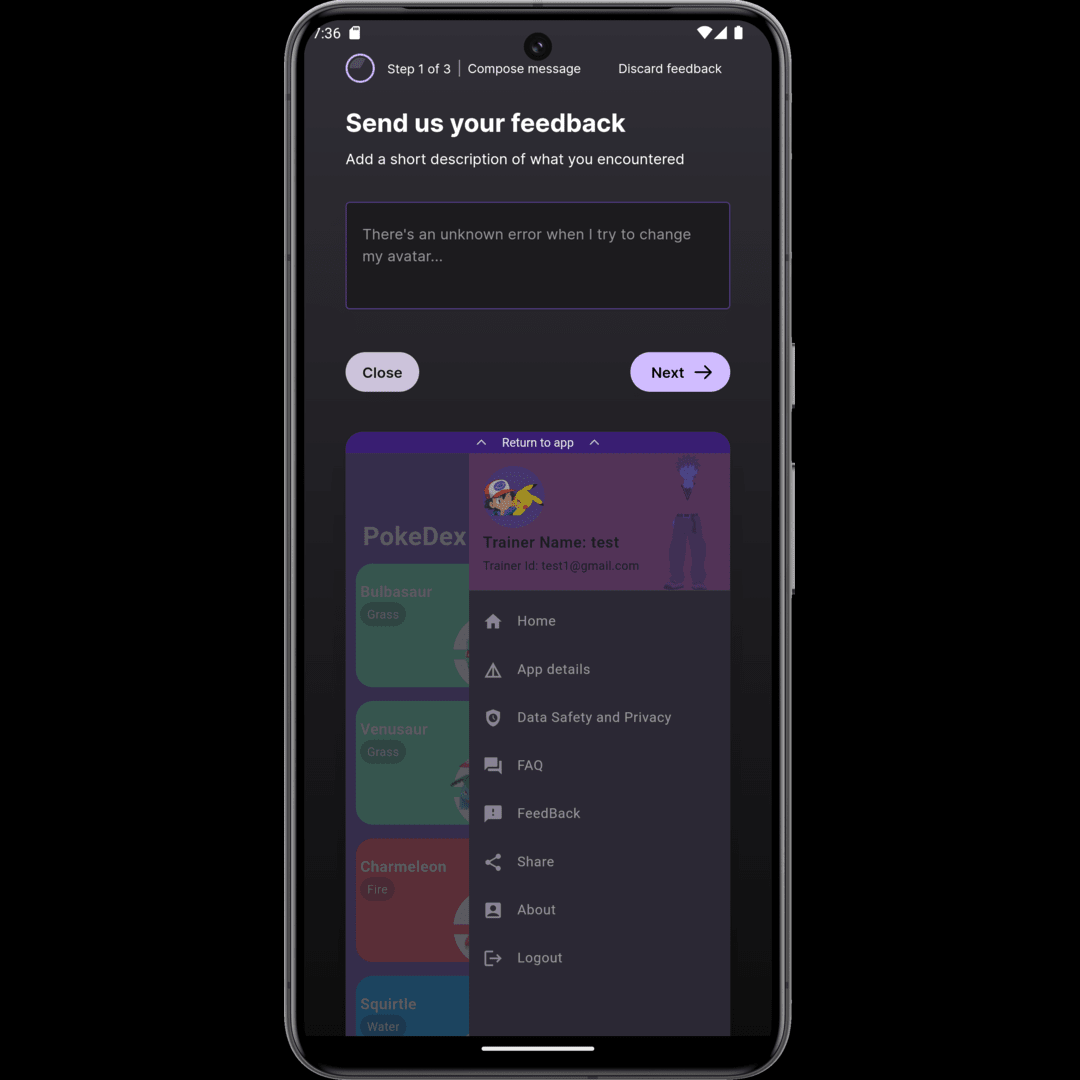 7:36
Step 1 of 3 | Compose message
Discard feedback
Send us your feedback
Add a short description of what you encountered
There's an unknown error when I try to change
my avatar...
Close
Next
Return to app
PokeDex
Trainer Name: test
Trainer Id: test1@gmail.com
Bulbasaur
Grass
Venusaur
Grass
Charmeleon
Fire
Squirtle
Water
Home
App details
Data Safety and Privacy
FAQ
FeedBack
Share
About
Logout